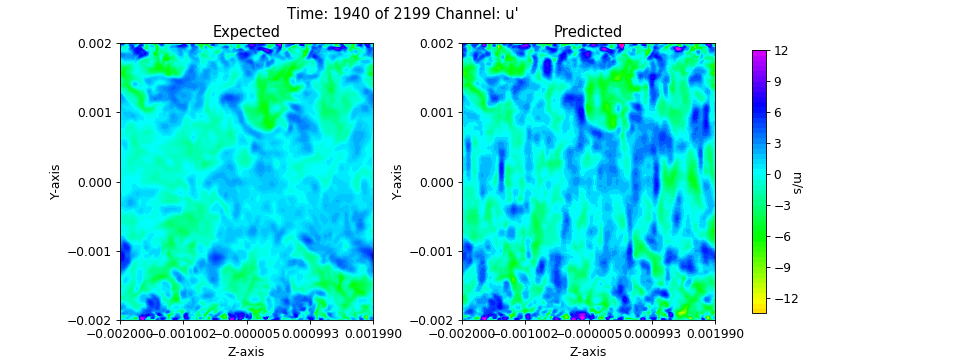 Time: 1940 of 2199 Channel: u'
Expected Predicted
0.002 0.002 12
9
0.001 0.001 6
3
Y-axis 0.000 Y-axis 0.000 0 m/s
−3
−0.001 −0.001 −6
−9
−12
−0.002 −0.002
−0.002000 −0.001002 −0.000005 0.000993 0.001990 −0.002000 −0.001002 −0.000005 0.000993 0.001990
Z-axis Z-axis